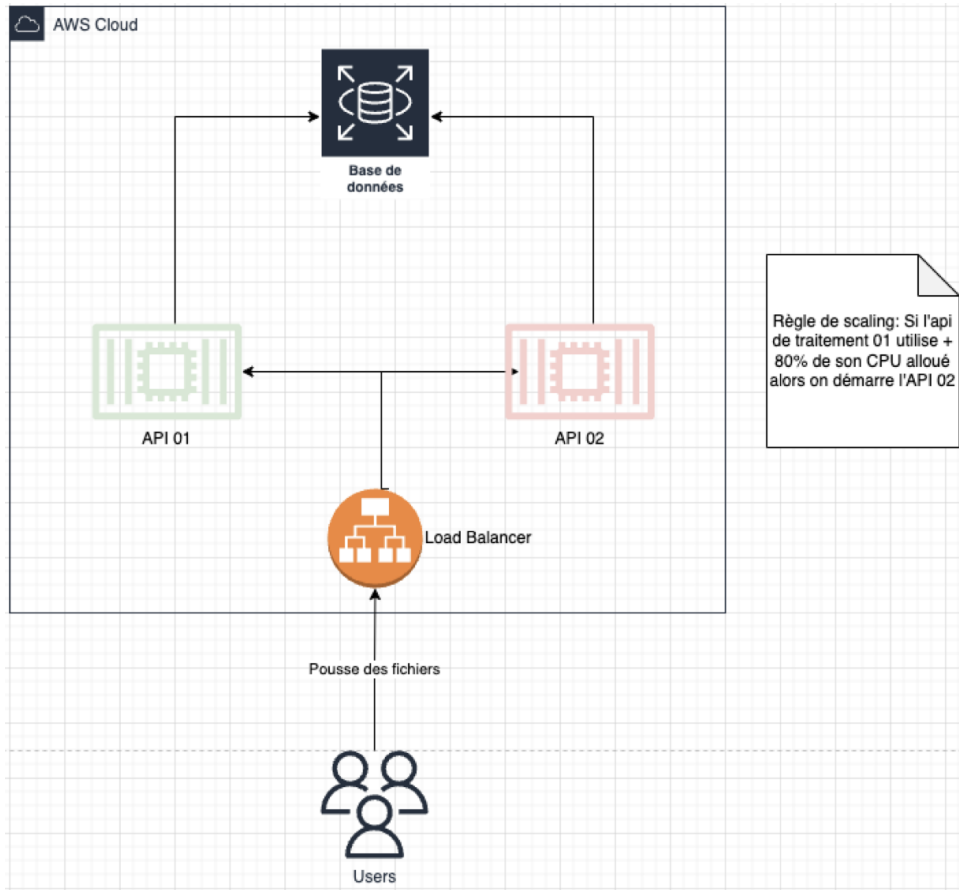 AWS Cloud
Base de
données
Règle de scaling: Si l'api
de traitement 01 utilise +
80% de son CPU alloué
alors on démarre l'API 02
API 01
API 02
Load Balancer
Pousse des fichiers
Users